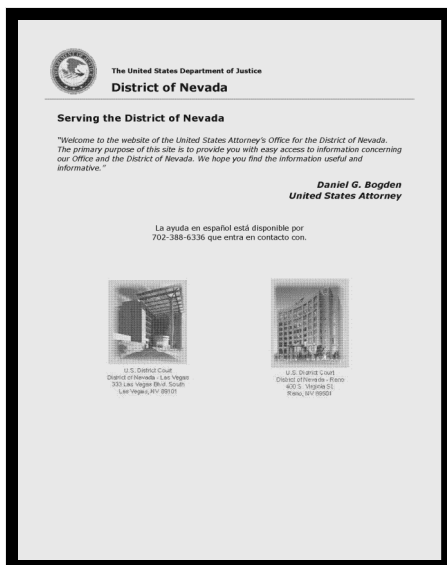 The United States Department of Justice
District of Nevada
Serving the District of Nevada
"Welcome to the website of the United States Attorney's Office for the District of Nevada.
The primary purpose of this site is to provide you with easy access to information concerning
our Office and the District of Nevada. We hope you find the information useful and
informative."
Daniel G. Bogden
United States Attorney
La ayuda en español está disponible por
702-388-6336 que entra en contacto con.
U.S. District Court
District of Nevada - Las Vegas
333 Las Vegas Blvd. South
Las Vegas, NV 89101
U.S. District Court
District of Nevada - Reno
400 S. Virginia St.
Reno, NV 89501